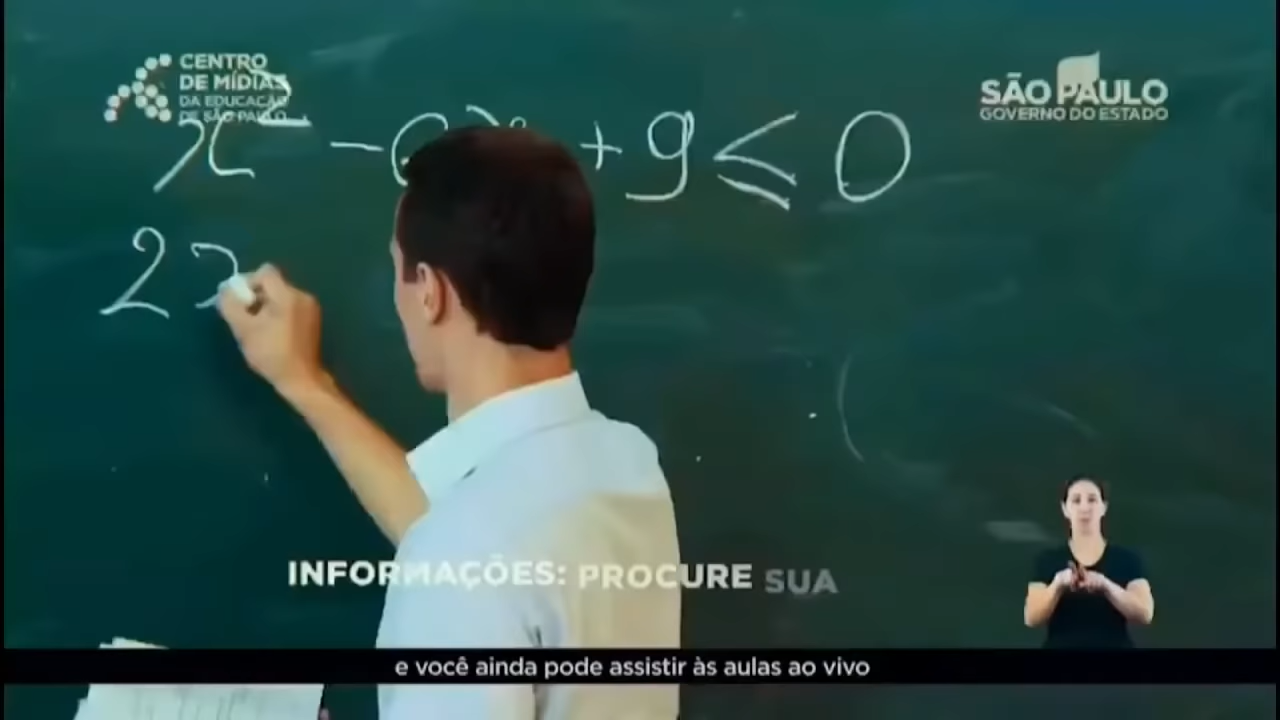 CENTRO
DE MÍDIAS
DA EDUCAÇÃO
DE SÃO PAULO
SÃO PAULO
GOVERNO DO ESTADO
+ 9 ≤ 0
2
INFORMAÇÕES: PROCURE SUA
e você ainda pode assistir às aulas ao vivo